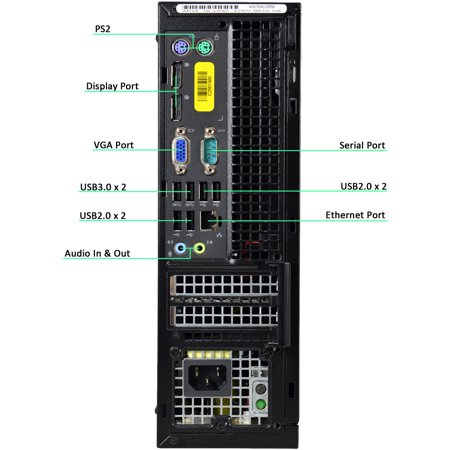 PS2
Display Port
VGA Port
Serial Port
USB3.0 x 2
USB2.0 x 2
USB2.0 x 2
Ethernet Port
Audio In & Out